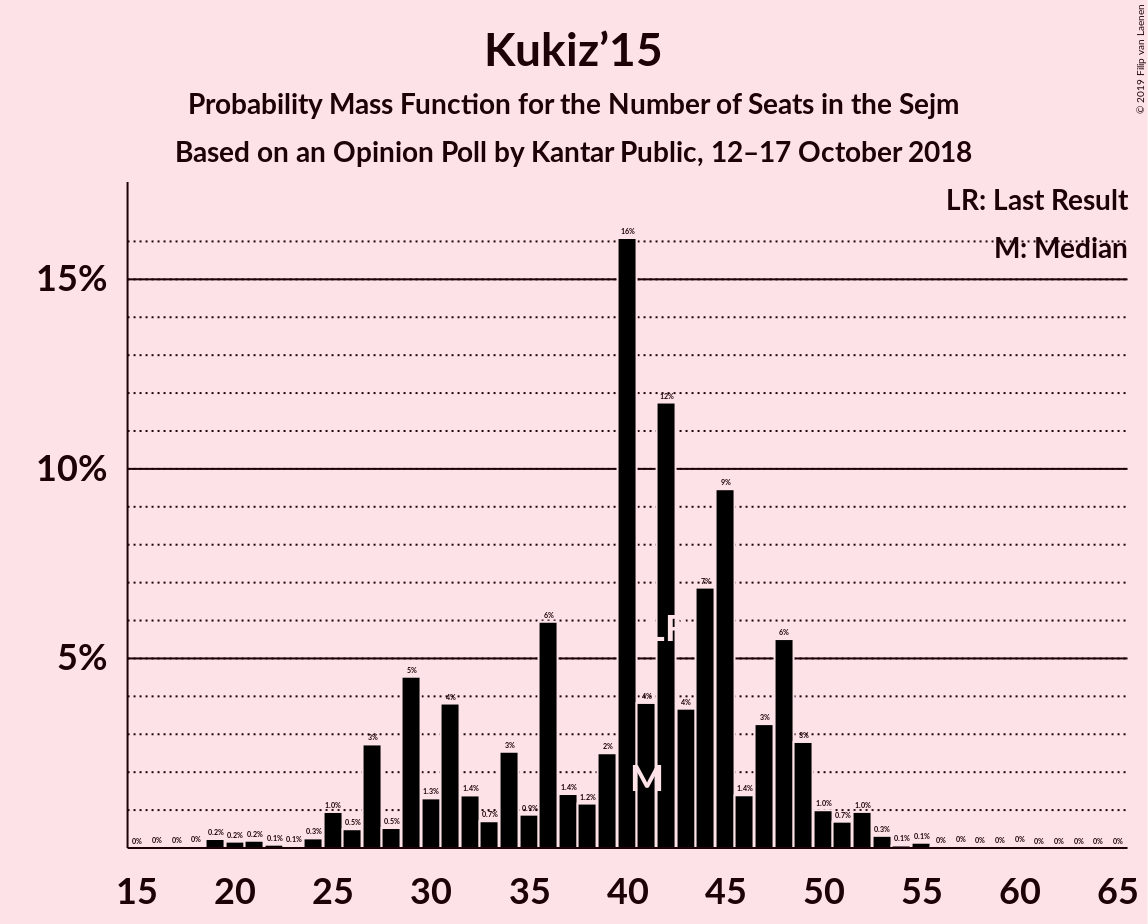 Kukiz’15
Probability Mass Function for the Number of Seats in the Sejm
Based on an Opinion Poll by Kantar Public, 12–17 October 2018
© 2019 Filip van Laenen
LR: Last Result
M: Median
15%
10%
5%
0% 0% 0% 0% 0.2% 0.2% 0.2% 0.1% 0.1% 0.3% 1.0% 0.5% 3% 0.5% 5% 1.3% 4% 1.4% 0.7% 3% 0.9% 6% 1.4% 1.2% 2% 16% 4% 12% 4% 7% 9% 1.4% 3% 6% 3% 1.0% 0.7% 1.0% 0.3% 0.1% 0.1% 0% 0% 0% 0% 0% 0% 0% 0% 0% 0%
LR
M
15 20 25 30 35 40 45 50 55 60 65